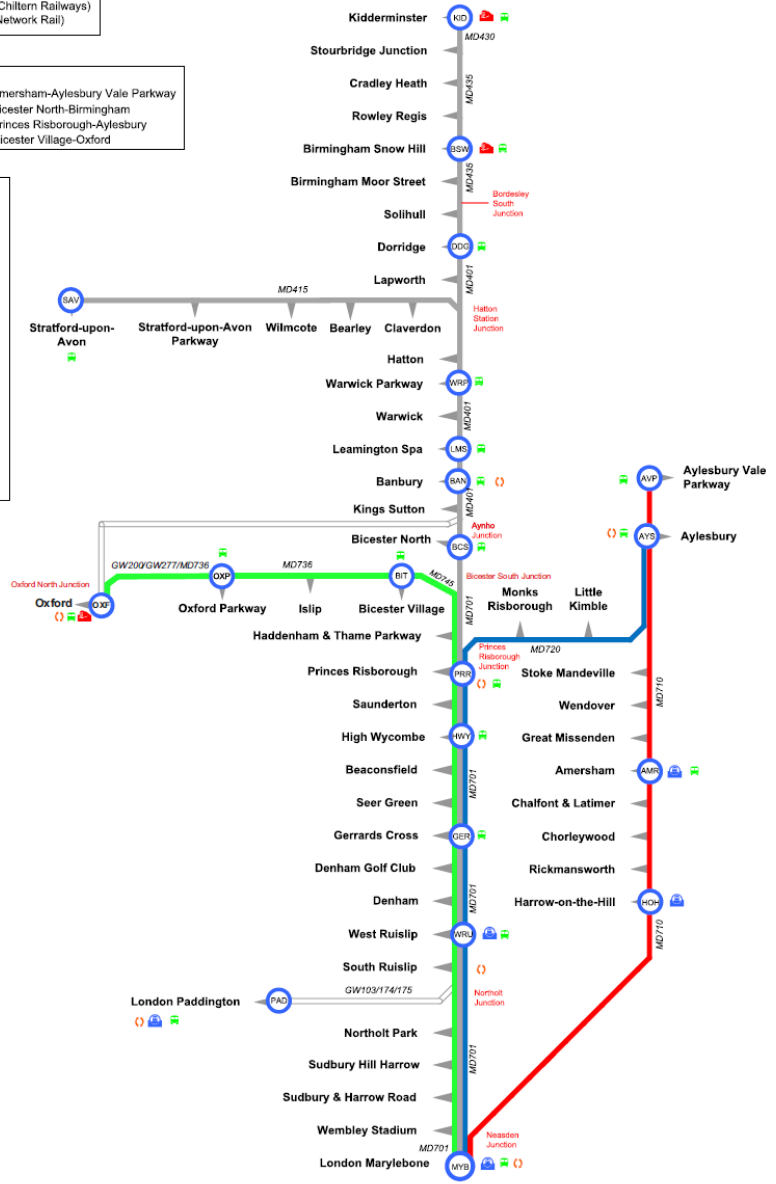 Chiltern Railways)
Network Rail)
mersham-Aylesbury Vale Parkway
icester North-Birmingham
rinces Risborough-Aylesbury
icester Village-Oxford
Kidderminster
KID
MD430
Stourbridge Junction
Cradley Heath
MD435
Rowley Regis
Birmingham Snow Hill
BSW
MD435
Birmingham Moor Street
Bordesley
South
Junction
Solihull
Dorridge
DDG
Lapworth
MD401
SAV
MD415
Stratford-upon-
Avon
Stratford-upon-Avon
Parkway
Wilmcote
Bearley
Claverdon
Hatton
Station
Junction
Hatton
Warwick Parkway
WRP
Warwick
MD401
Leamington Spa
LMS
Banbury
BAN
MD401
Kings Sutton
Aynho
Junction
Bicester North
BCS
AVP
Aylesbury Vale
Parkway
AYS
Aylesbury
GW200/GW277/MD736
MD736
MD745
Oxford North Junction
OXP
BIT
Bicester South Junction
Oxford
OXF
Oxford Parkway
Islip
Bicester Village
MD701
Monks
Risborough
Little
Kimble
Haddenham & Thame Parkway
Princes
Risborough
Junction
MD720
Princes Risborough
PRR
Stoke Mandeville
MD710
Saunderton
Wendover
High Wycombe
HWY
Great Missenden
Beaconsfield
MD701
Amersham
AMR
Seer Green
Chalfont & Latimer
Gerrards Cross
GER
Chorleywood
Denham Golf Club
Rickmansworth
Denham
MD701
Harrow-on-the-Hill
HOH
West Ruislip
WRU
MD710
South Ruislip
GW103/174/175
London Paddington
PAD
Northolt
Junction
Northolt Park
Sudbury Hill Harrow
MD701
Sudbury & Harrow Road
Wembley Stadium
Neasden
Junction
MD701
London Marylebone
MYB